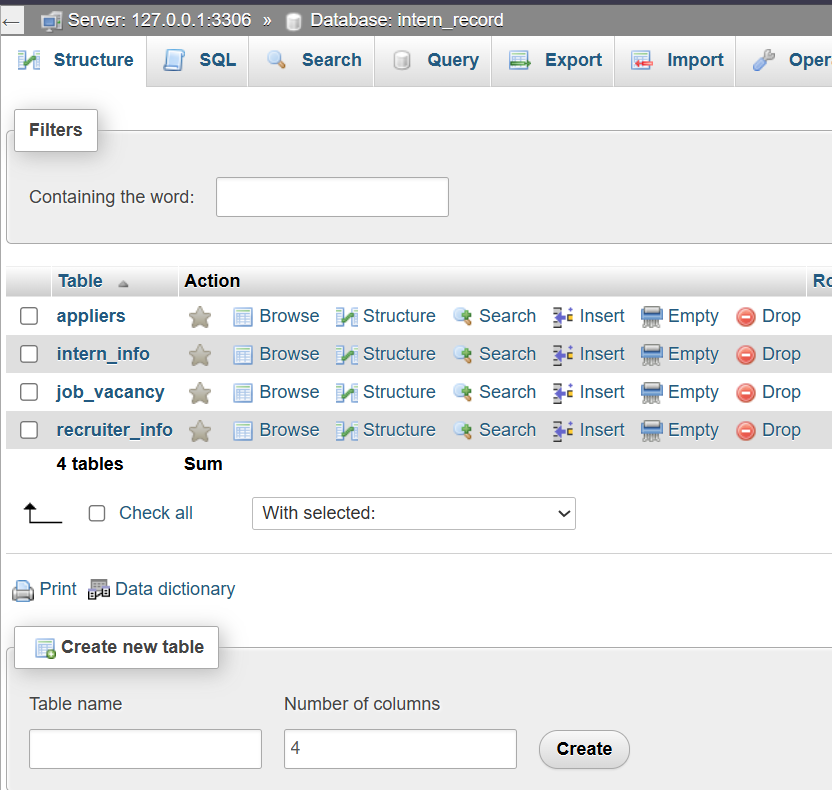 Server: 127.0.0.1:3306 » Database: intern_record
Structure SQL Search Query Export Import Oper
Filters
Containing the word:
Table Action Ro
appliers Browse Structure Search Insert Empty Drop
intern_info Browse Structure Search Insert Empty Drop
job_vacancy Browse Structure Search Insert Empty Drop
recruiter_info Browse Structure Search Insert Empty Drop
4 tables Sum
Check all With selected:
Print Data dictionary
Create new table
Table name Number of columns
4 Create